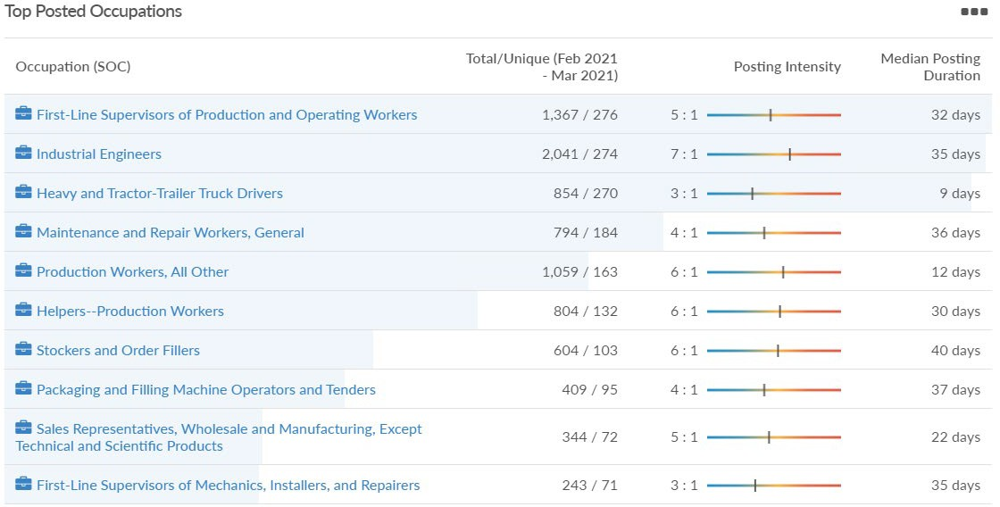 Top Posted Occupations
Occupation (SOC)
Total/Unique (Feb 2021
- Mar 2021)
Posting Intensity
Median Posting
Duration
First-Line Supervisors of Production and Operating Workers 1,367 / 276 5 : 1 32 days
Industrial Engineers 2,041 / 274 7 : 1 35 days
Heavy and Tractor-Trailer Truck Drivers 854 / 270 3 : 1 9 days
Maintenance and Repair Workers, General 794 / 184 4 : 1 36 days
Production Workers, All Other 1,059 / 163 6 : 1 12 days
Helpers--Production Workers 804 / 132 6 : 1 30 days
Stockers and Order Fillers 604 / 103 6 : 1 40 days
Packaging and Filling Machine Operators and Tenders 409 / 95 4 : 1 37 days
Sales Representatives, Wholesale and Manufacturing, Except
Technical and Scientific Products 344 / 72 5 : 1 22 days
First-Line Supervisors of Mechanics, Installers, and Repairers 243 / 71 3 : 1 35 days